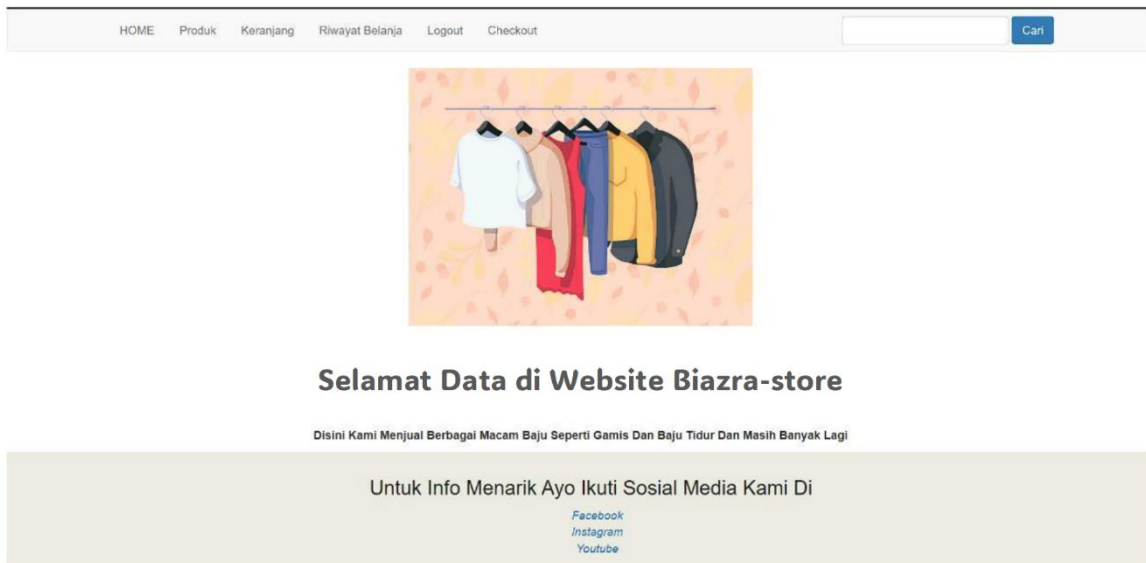 HOME Produk Keranjang Riwayat Belanja Logout Checkout Cari
Selamat Data di Website Biazra-store
Disini Kami Menjual Berbagai Macam Baju Seperti Gamis Dan Baju Tidur Dan Masih Banyak Lagi
Untuk Info Menarik Ayo Ikuti Sosial Media Kami Di
Facebook
Instagram
Youtube